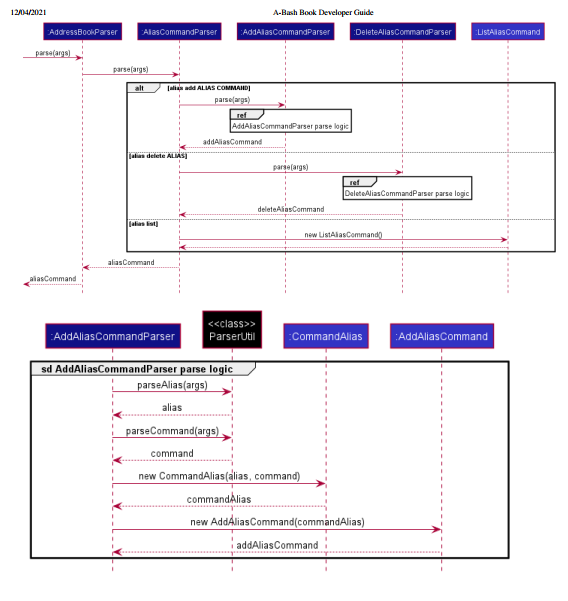 12/04/2021 A-Bash Book Developer Guide
:AddressBookParser :AliasCommandParser :AddAliasCommandParser :DeleteAliasCommandParser :ListAliasCommand
parse(args)
parse(args)
alt [alias add ALIAS COMMAND]
parse(args)
ref
AddAliasCommandParser parse logic
addAliasCommand
[alias delete ALIAS]
parse(args)
ref
DeleteAliasCommandParser parse logic
deleteAliasCommand
[alias list]
new ListAliasCommand()
aliasCommand
aliasCommand
:AddAliasCommandParser <<class>> ParserUtil :CommandAlias :AddAliasCommand
sd AddAliasCommandParser parse logic
parseAlias(args)
alias
parseCommand(args)
command
new CommandAlias(alias, command)
commandAlias
new AddAliasCommand(commandAlias)
addAliasCommand